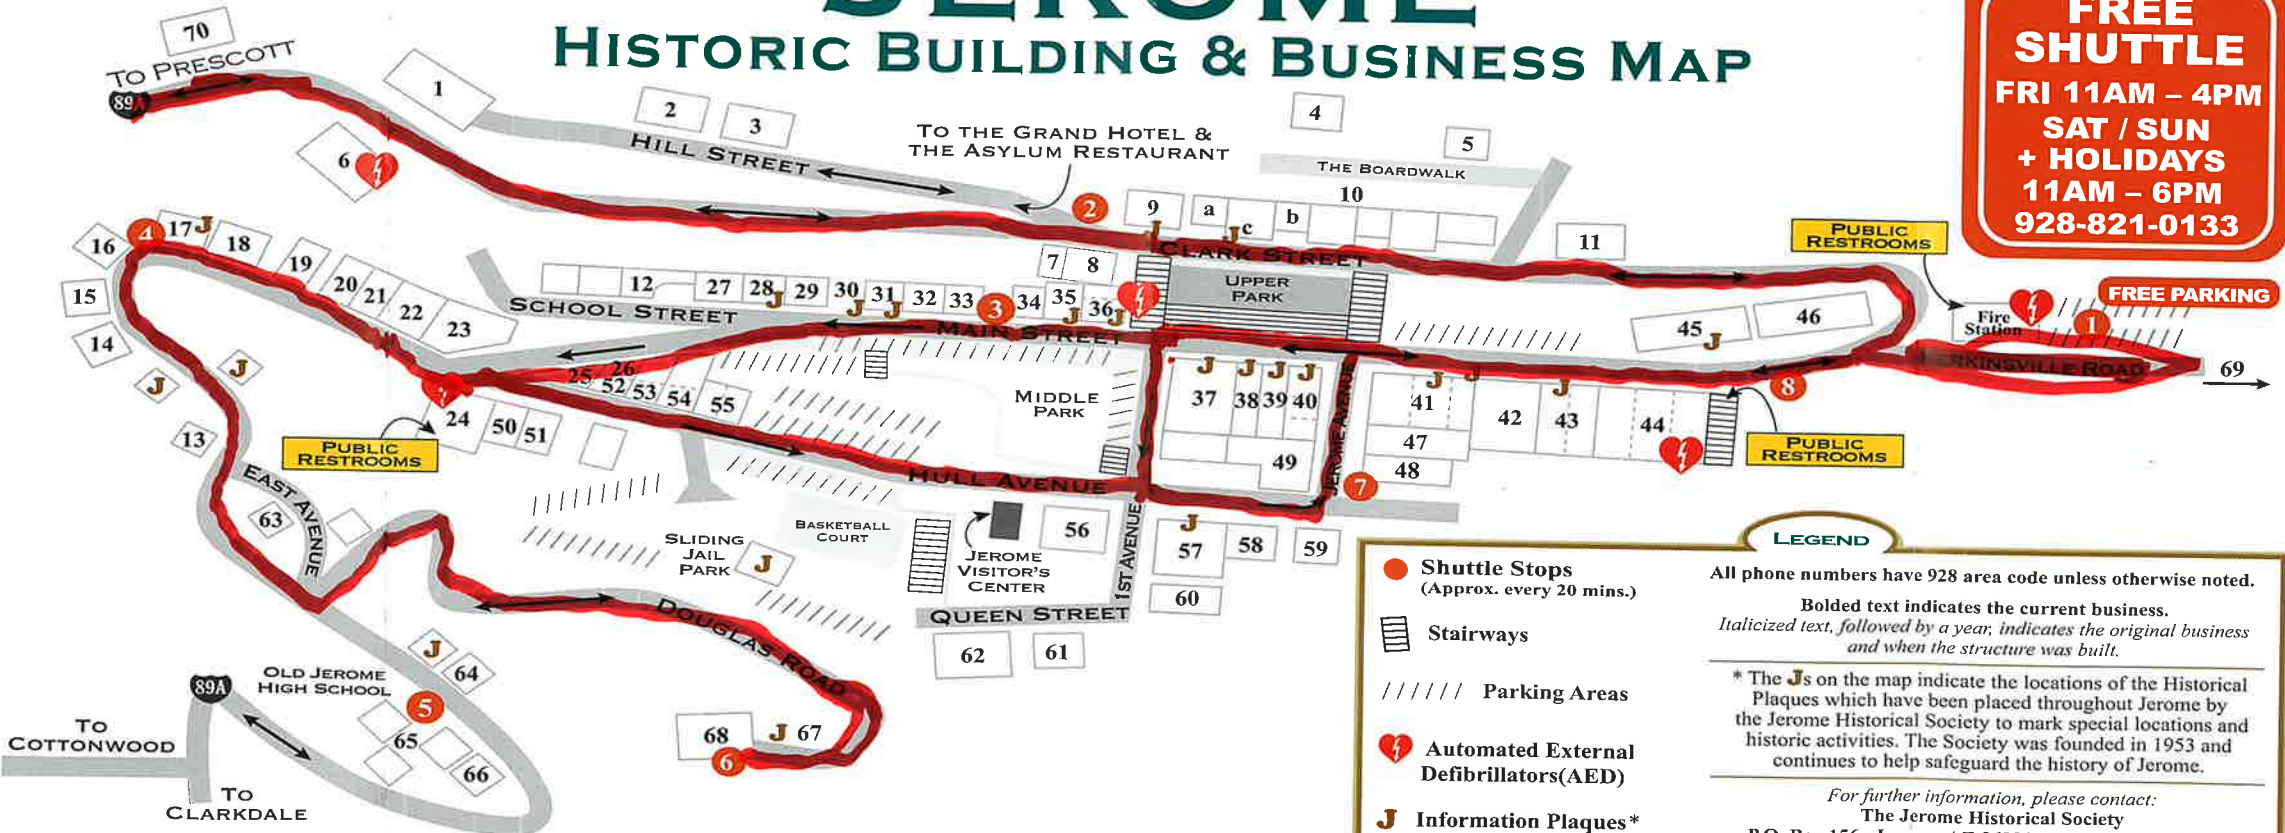 JEROME
HISTORIC BUILDING & BUSINESS MAP
FREE
SHUTTLE
FRI 11AM – 4PM
SAT / SUN
+ HOLIDAYS
11AM – 6PM
928-821-0133
70
TO PRESCOTT
89A
1
2
3
4
5
6
HILL STREET
TO THE GRAND HOTEL &
THE ASYLUM RESTAURANT
THE BOARDWALK
10
2
9
a
c
b
J
J
CLARK STREET
11
PUBLIC
RESTROOMS
FREE PARKING
Fire
Station
1
PERKINSVILLE ROAD
69
4
16
17
J
18
19
20
21
22
23
15
14
J
J
13
7
8
UPPER
PARK
12
27
28
29
30
31
32
33
3
34
35
36
J
J
J
J
J
SCHOOL STREET
MAIN STREET
45
J
46
8
25
26
52
53
54
55
24
50
51
PUBLIC
RESTROOMS
MIDDLE
PARK
J
J
J
J
37
38
39
40
49
JEROME AVENUE
J
J
J
41
42
43
44
47
48
7
PUBLIC
RESTROOMS
HULL AVENUE
EAST AVENUE
63
BASKETBALL
COURT
SLIDING
JAIL
PARK
J
JEROME
VISITOR'S
CENTER
56
1ST AVENUE
J
57
58
59
60
QUEEN STREET
62
61
DOUGLAS ROAD
J
64
OLD JEROME
HIGH SCHOOL
5
65
66
89A
TO
COTTONWOOD
TO
CLARKDALE
68
J
67
6
LEGEND
Shuttle Stops
(Approx. every 20 mins.)
Stairways
Parking Areas
Automated External
Defibrillators(AED)
J Information Plaques*
All phone numbers have 928 area code unless otherwise noted.
Bolded text indicates the current business.
Italicized text, followed by a year, indicates the original business
and when the structure was built.
* The Js on the map indicate the locations of the Historical
Plaques which have been placed throughout Jerome by
the Jerome Historical Society to mark special locations and
historic activities. The Society was founded in 1953 and
continues to help safeguard the history of Jerome.
For further information, please contact:
The Jerome Historical Society